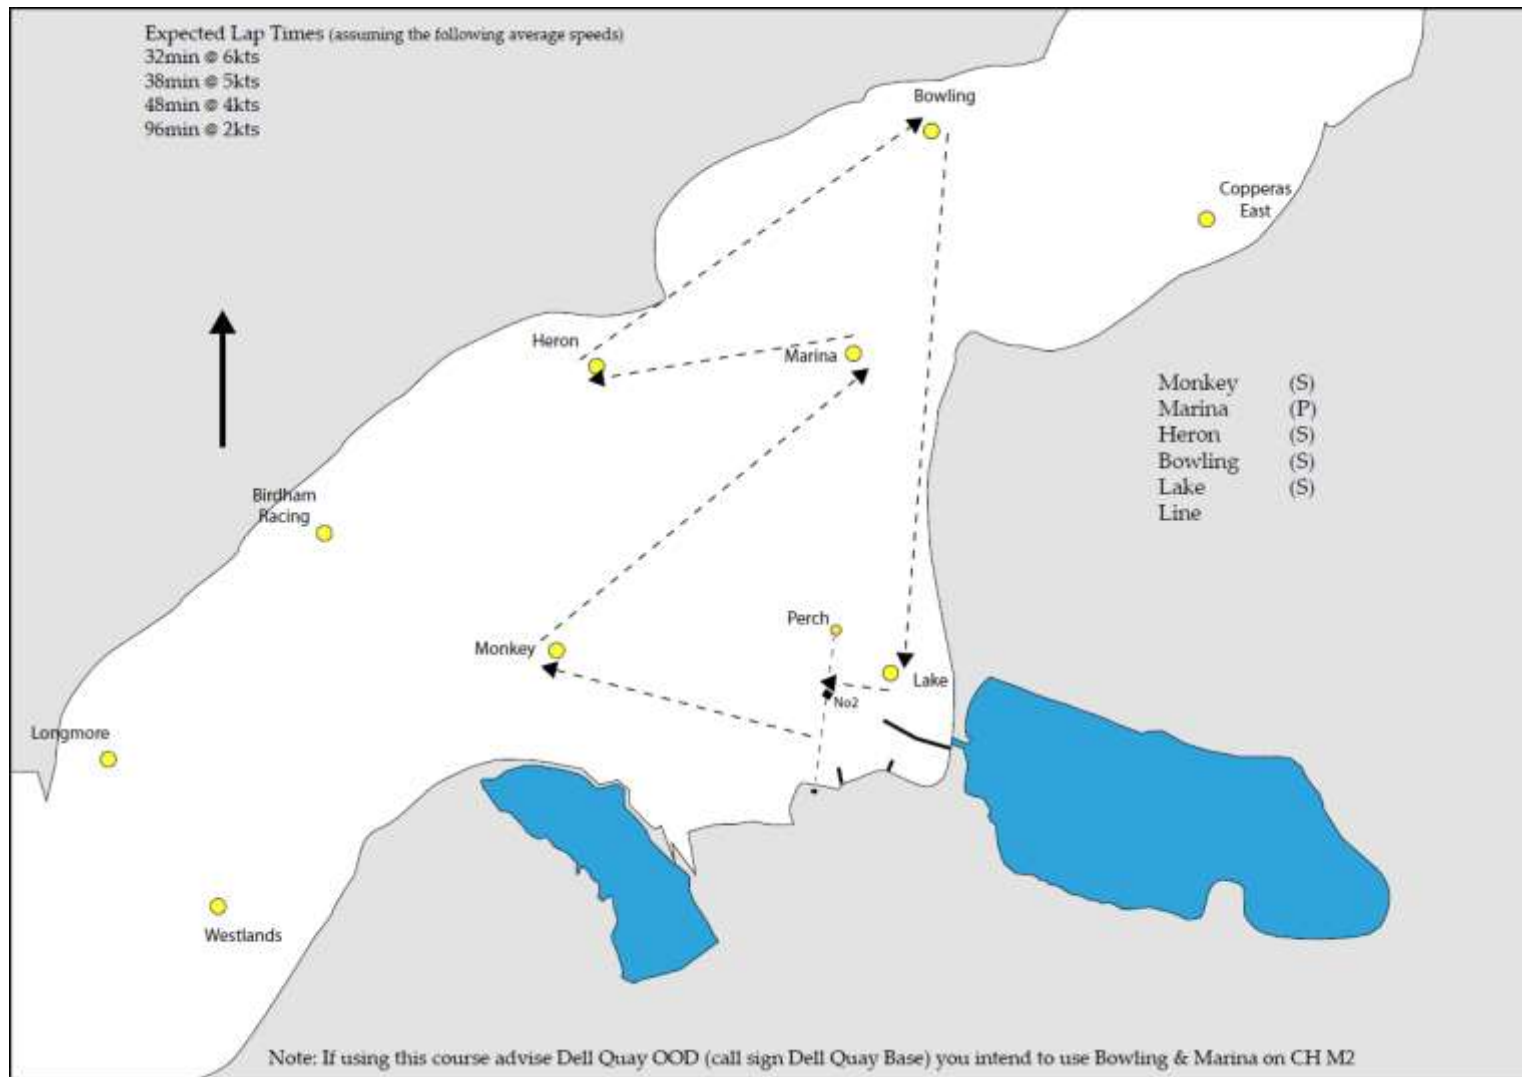 Expected Lap Times (assuming the following average speeds)
32min @ 6kts
38min @ 5kts
48min @ 4kts
96min @ 2kts
Bowling
Copperas
East
Heron
Marina
Monkey (S)
Marina (P)
Heron (S)
Bowling (S)
Lake (S)
Line
Birdham
Racing
Perch
Monkey
Lake
No2
Longmore
Westlands
Note: If using this course advise Dell Quay OOD (call sign Dell Quay Base) you intend to use Bowling & Marina on CH M2